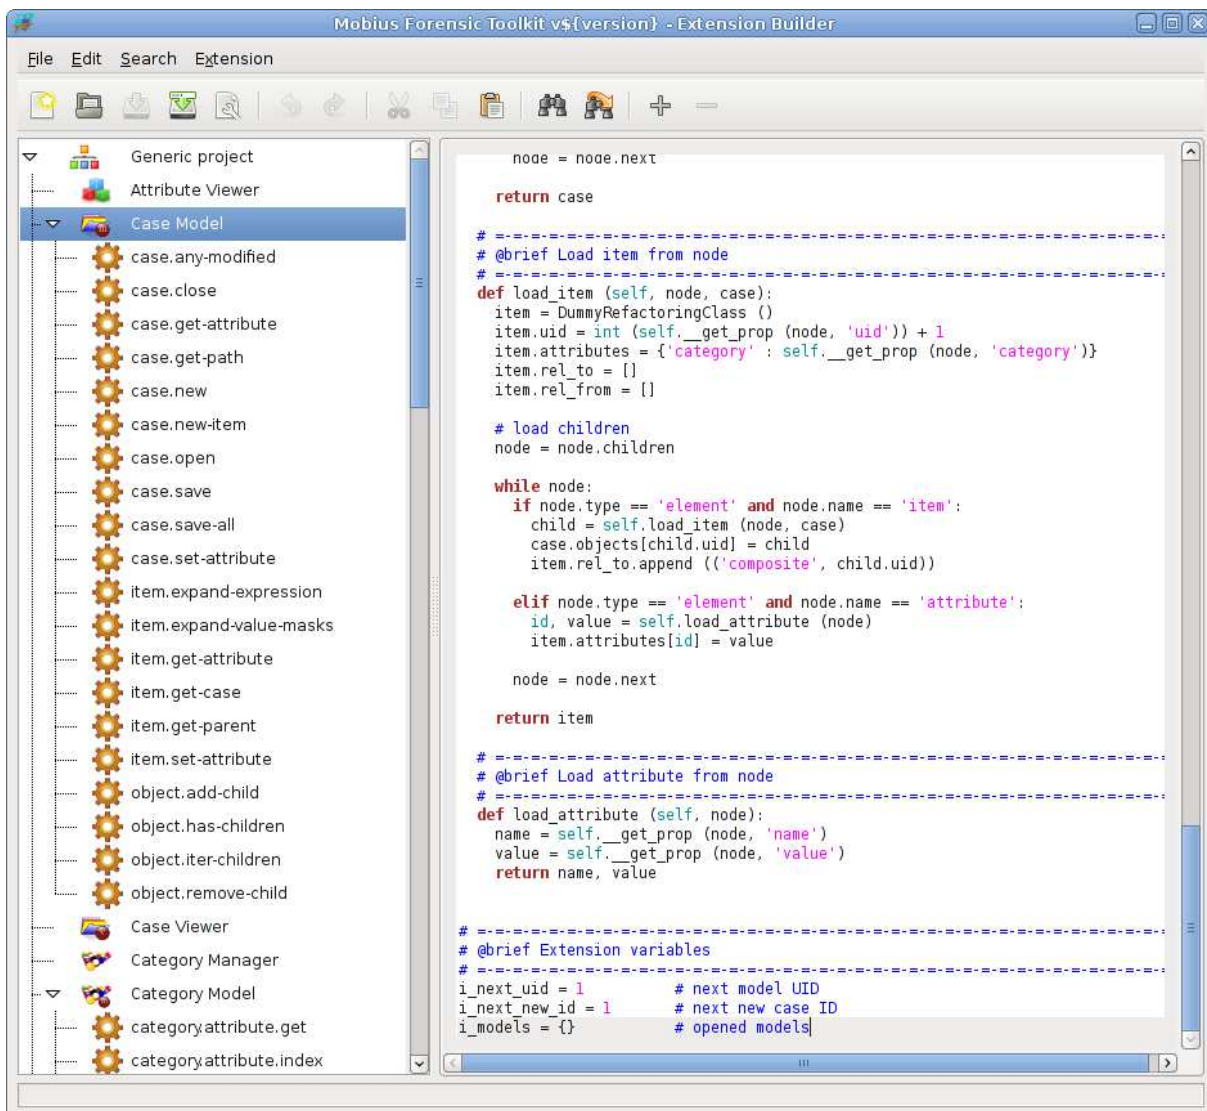 Mobius Forensic Toolkit v${version} - Extension Builder
File Edit Search Extension
Generic project
Attribute Viewer
Case Model
case.any-modified
case.close
case.get-attribute
case.get-path
case.new
case.new-item
case.open
case.save
case.save-all
case.set-attribute
item.expand-expression
item.expand-value-masks
item.get-attribute
item.get-case
item.get-parent
item.set-attribute
object.add-child
object.has-children
object.iter-children
object.remove-child
Case Viewer
Category Manager
Category Model
category.attribute.get
category.attribute.index
node = node.next
return case
# =-=-=-=-=-=-=-=-=-=-=-=-=-=-=-=-=-=-=-=-=-=-=-=-=-=-=-=-=-=-=-=-=-=-=-=-
# @brief Load item from node
# =-=-=-=-=-=-=-=-=-=-=-=-=-=-=-=-=-=-=-=-=-=-=-=-=-=-=-=-=-=-=-=-=-=-=-=-
def load_item (self, node, case):
item = DummyRefactoringClass ()
item.uid = int (self.__get_prop (node, 'uid')) + 1
item.attributes = {'category' : self.__get_prop (node, 'category')}
item.rel_to = []
item.rel_from = []
# load children
node = node.children
while node:
if node.type == 'element' and node.name == 'item':
child = self.load_item (node, case)
case.objects[child.uid] = child
item.rel_to.append (('composite', child.uid))
elif node.type == 'element' and node.name == 'attribute':
id, value = self.load_attribute (node)
item.attributes[id] = value
node = node.next
return item
# =-=-=-=-=-=-=-=-=-=-=-=-=-=-=-=-=-=-=-=-=-=-=-=-=-=-=-=-=-=-=-=-=-=-=-=-
# @brief Load attribute from node
# =-=-=-=-=-=-=-=-=-=-=-=-=-=-=-=-=-=-=-=-=-=-=-=-=-=-=-=-=-=-=-=-=-=-=-=-
def load_attribute (self, node):
name = self.__get_prop (node, 'name')
value = self.__get_prop (node, 'value')
return name, value
# =-=-=-=-=-=-=-=-=-=-=-=-=-=-=-=-=-=-=-=-=-=-=-=-=-=-=-=-=-=-=-=-=-=-=-=-=-
# @brief Extension variables
# =-=-=-=-=-=-=-=-=-=-=-=-=-=-=-=-=-=-=-=-=-=-=-=-=-=-=-=-=-=-=-=-=-=-=-=-=-
i_next_uid = 1 # next model UID
i_next_new_id = 1 # next new case ID
i_models = {} # opened models